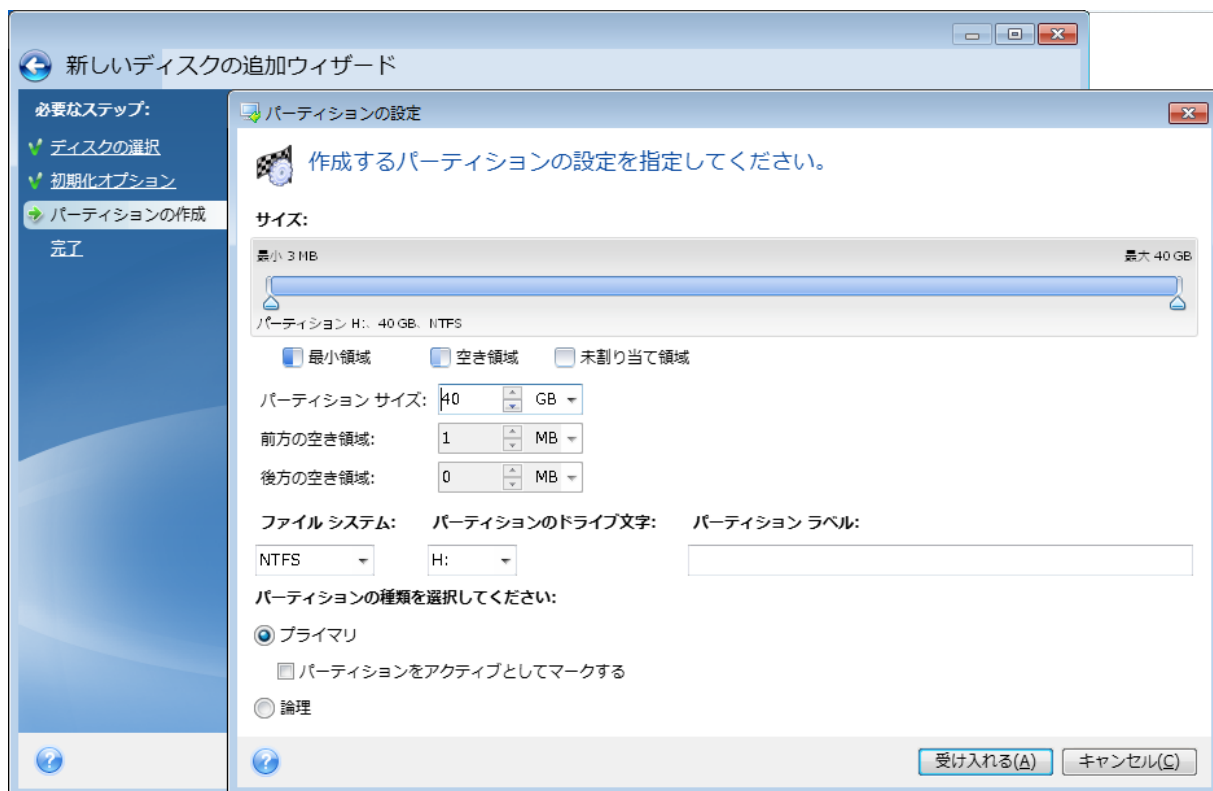 新しいディスクの追加ウィザード
必要なステップ:
ディスクの選択
初期化オプション
パーティションの作成
完了
パーティションの設定
作成するパーティションの設定を指定してください。
サイズ:
最小 3 MB 最大 40 GB
パーティション H:、40 GB、NTFS
最小領域 空き領域 未割り当て領域
パーティション サイズ: 40 GB
前方の空き領域: 1 MB
後方の空き領域: 0 MB
ファイル システム: パーティションのドライブ文字: パーティション ラベル:
NTFS H:
パーティションの種類を選択してください:
プライマリ
パーティションをアクティブとしてマークする
論理
受け入れる(A) キャンセル(C)